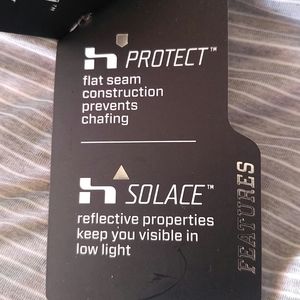 PROTECT™
flat seam
construction
prevents
chafing
SOLACE™
reflective properties
keep you visible in
low light
FEATURES